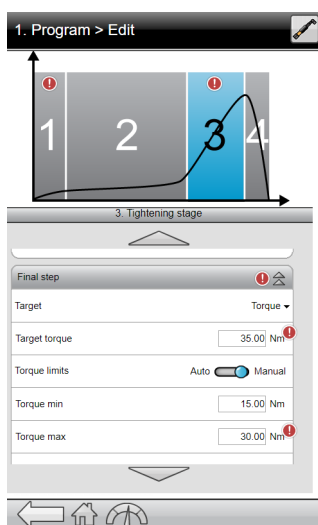 1. Program > Edit
! !
1 2 3 4
3. Tightening stage
Final step !
Target Torque
Target torque 35.00 Nm !
Torque limits Auto Manual
Torque min 15.00 Nm
Torque max 30.00 Nm !